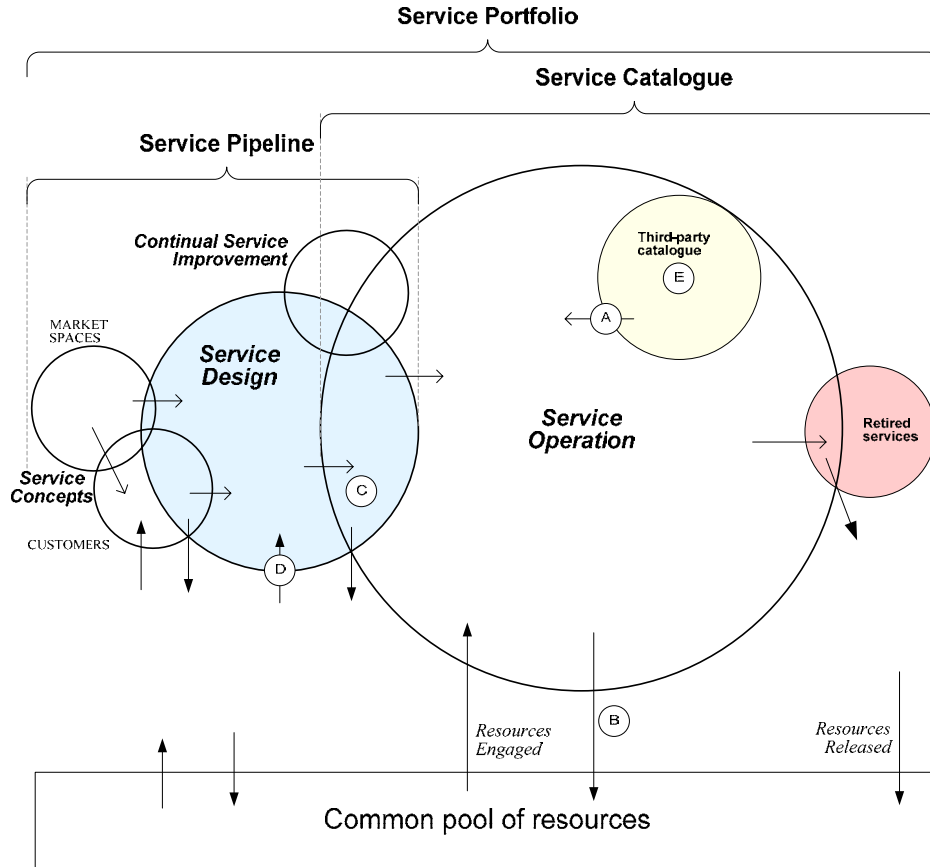 Service Portfolio
Service Catalogue
Service Pipeline
Continual Service
Improvement
Third-party
catalogue
E
A
MARKET
SPACES
Service
Design
Service
Operation
Retired
services
Service
Concepts
C
CUSTOMERS
D
B
Resources
Engaged
Resources
Released
Common pool of resources